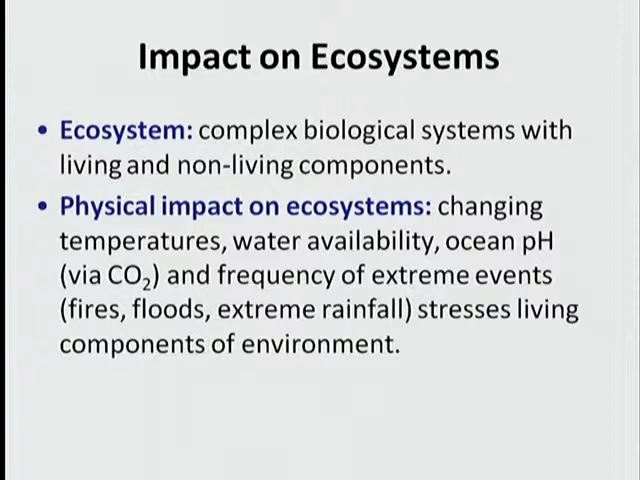 Impact on Ecosystems
• Ecosystem: complex biological systems with
living and non-living components.
• Physical impact on ecosystems: changing
temperatures, water availability, ocean pH
(via CO₂) and frequency of extreme events
(fires, floods, extreme rainfall) stresses living
components of environment.